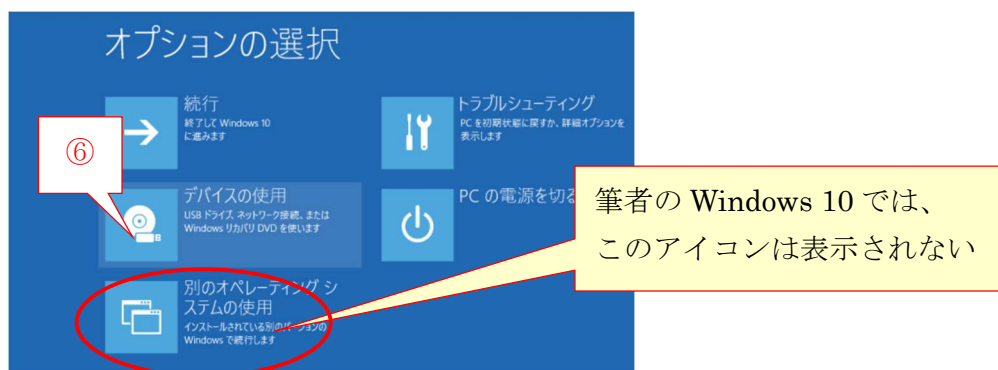 オプションの選択
続行
終了して Windows 10
に進みます
トラブルシューティング
PC を初期状態に戻すか、詳細オプションを
表示します
⑥
デバイスの使用
USB ドライブ、ネットワーク接続、または
Windows リカバリ DVD を使います
PC の電源を切る
筆者の Windows 10 では、
このアイコンは表示されない
別のオペレーティング シ
ステムの使用
インストールされている別のバージョンの
Windows で続行します